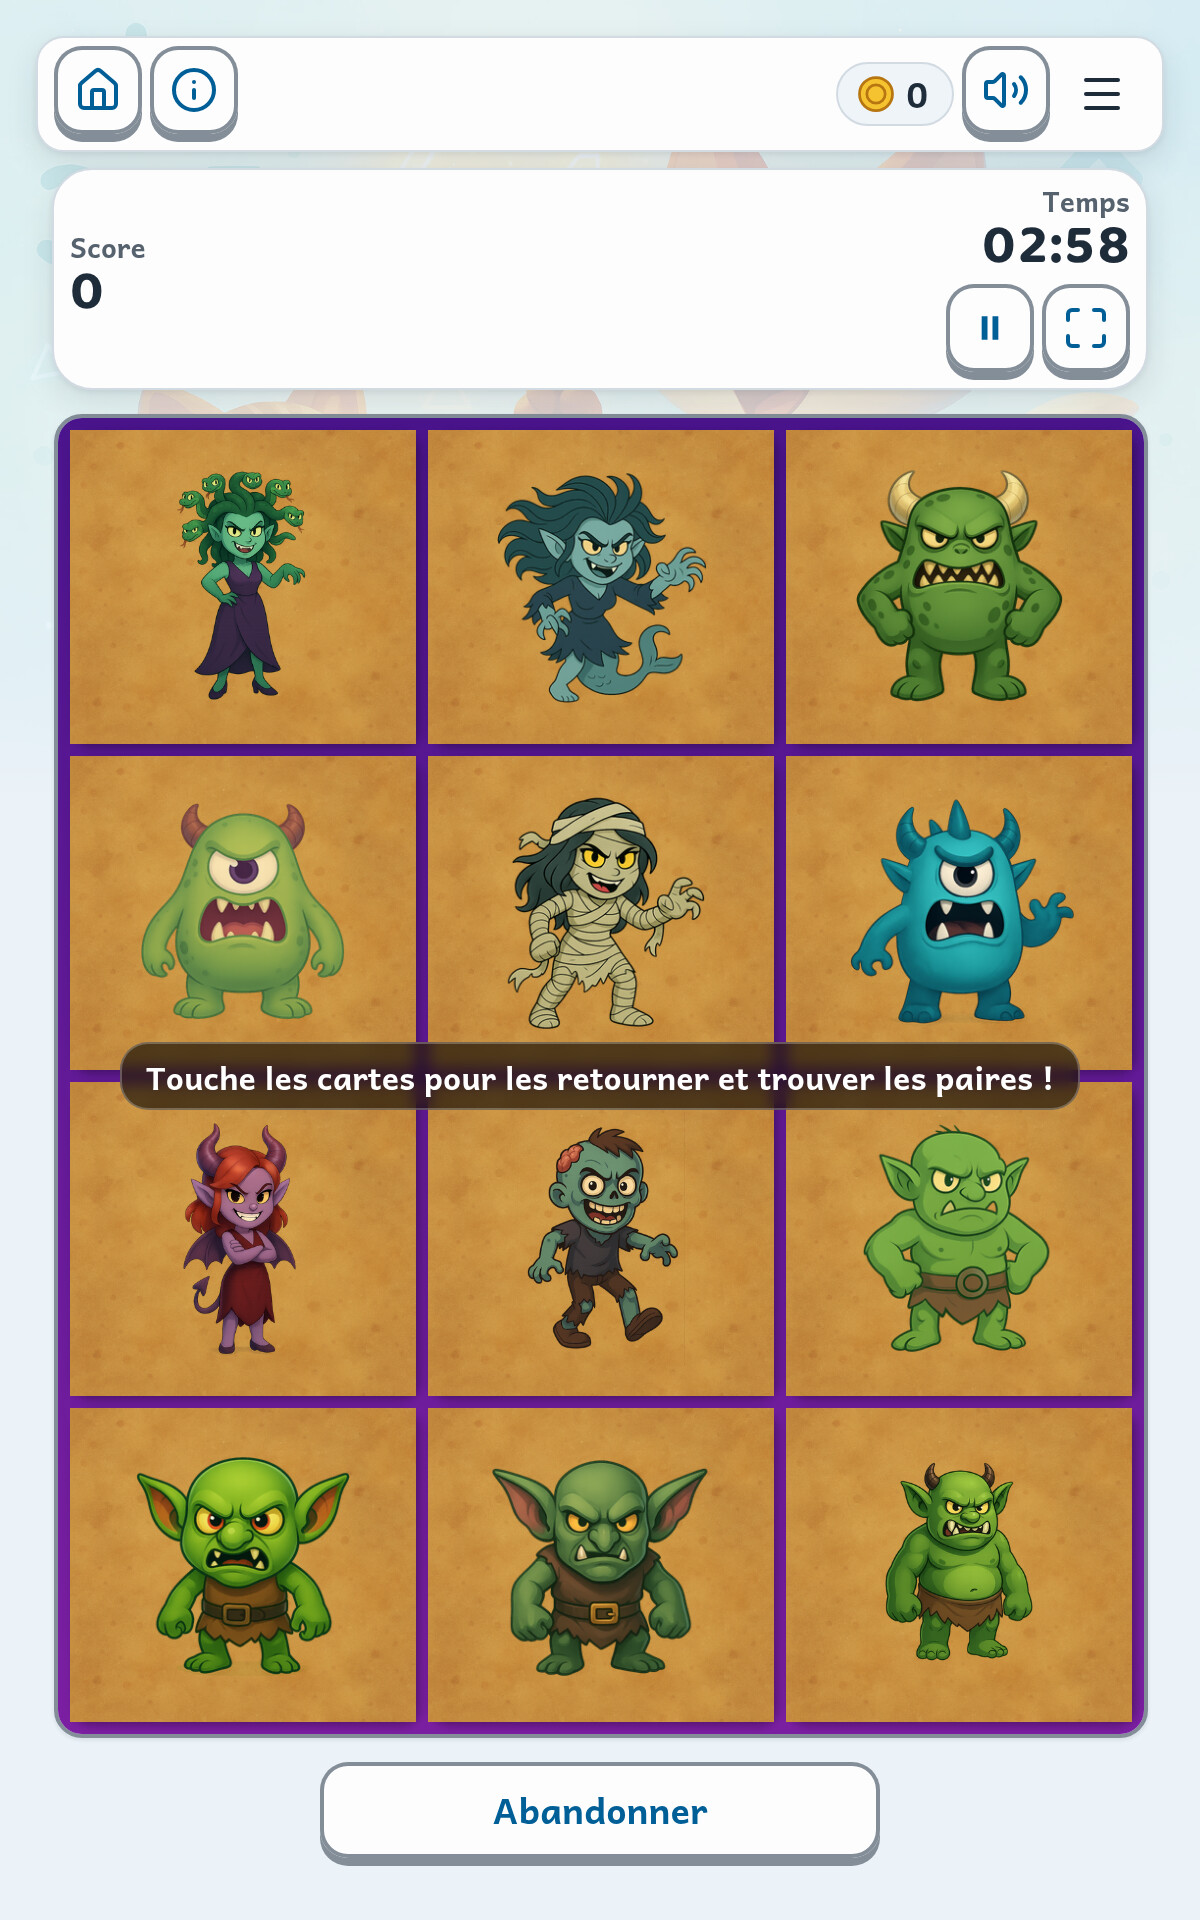 0
Score
0
Temps
02:58
Touche les cartes pour les retourner et trouver les paires !
Abandonner